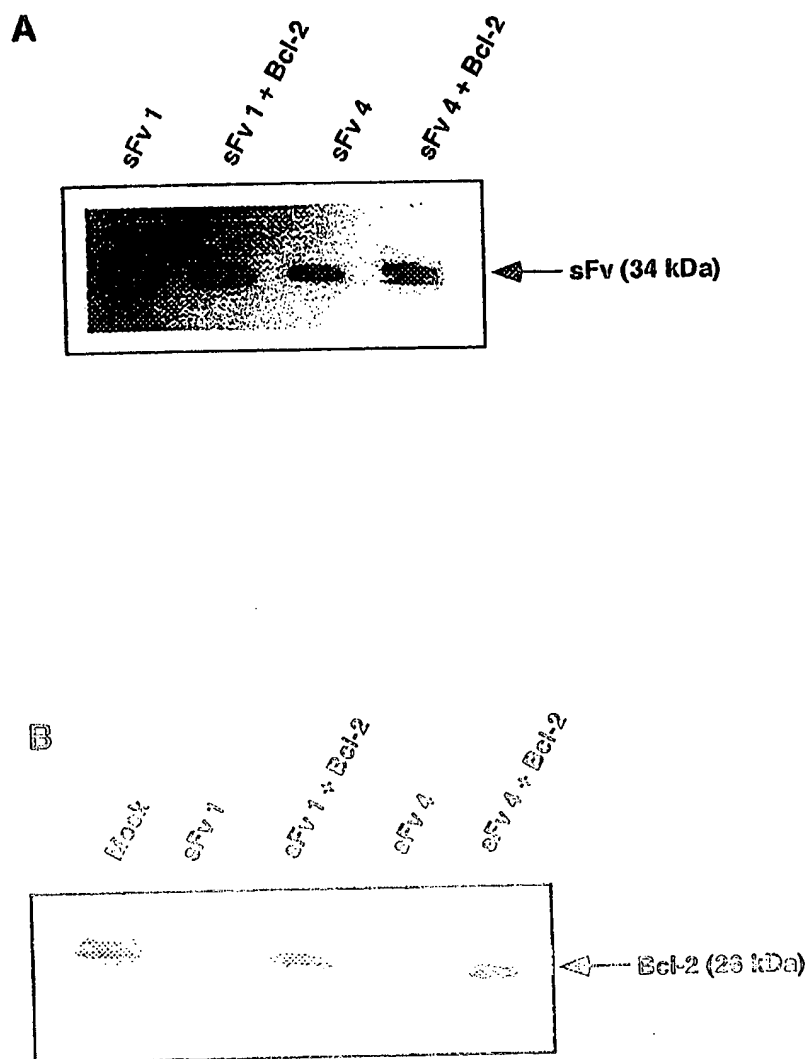 A
sFv 1
sFv 1 + Bcl-2
sFv 4
sFv 4 + Bcl-2
sFv (34 kDa)
B
Mock
sFv 1
sFv 1 + Bcl-2
sFv 4
sFv 4 + Bcl-2
Bcl-2 (26 kDa)